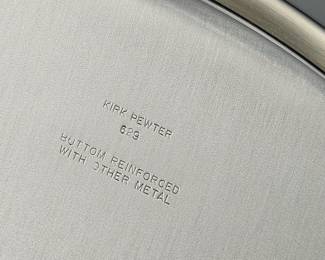 KIRK PEWTER
629
BOTTOM REINFORCED
WITH OTHER METAL